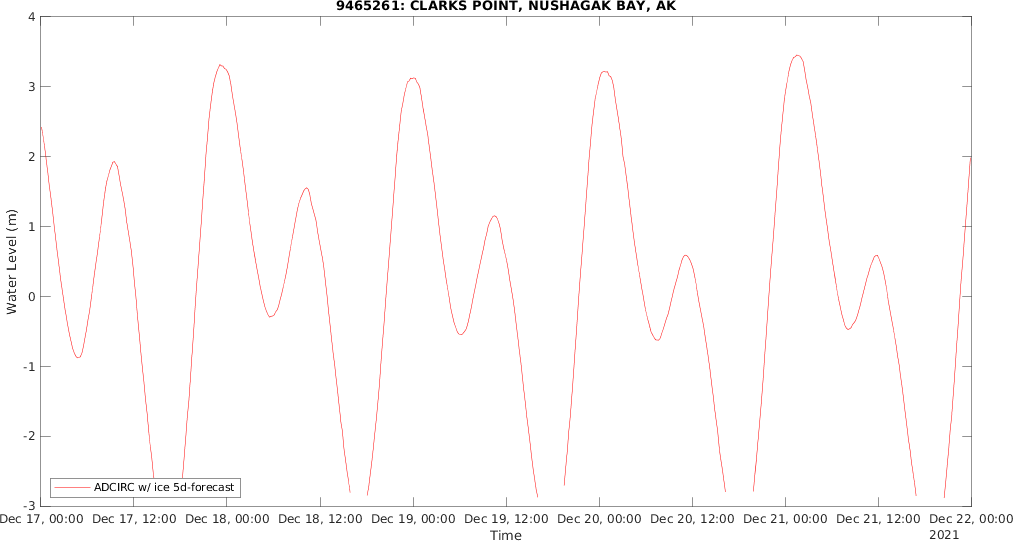 9465261: CLARKS POINT, NUSHAGAK BAY, AK
Water Level (m)
4
3
2
1
0
-1
-2
-3
ADCIRC w/ ice 5d-forecast
Dec 17, 00:00 Dec 17, 12:00 Dec 18, 00:00 Dec 18, 12:00 Dec 19, 00:00 Dec 19, 12:00 Dec 20, 00:00 Dec 20, 12:00 Dec 21, 00:00 Dec 21, 12:00 Dec 22, 00:00
Time
2021